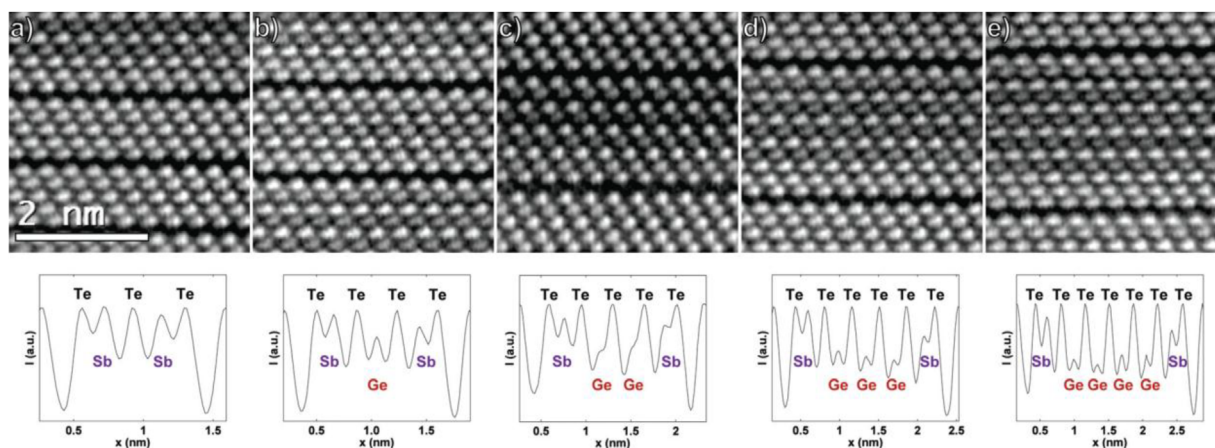 a)
b)
c)
d)
e)
2 nm
Te Te Te
Sb Sb
I (a.u.)
0.5 1 1.5
x (nm)
Te Te Te Te
Sb Sb
Ge
I (a.u.)
0.5 1 1.5
x (nm)
Te Te Te Te Te
Sb Sb
Ge Ge
I (a.u.)
0.5 1 1.5 2
x (nm)
Te Te Te Te Te Te
Sb Sb
Ge Ge Ge
I (a.u.)
0.5 1 1.5 2 2.5
x (nm)
Te Te Te Te Te Te Te
Sb Sb
Ge Ge Ge Ge
I (a.u.)
0.5 1 1.5 2 2.5
x (nm)